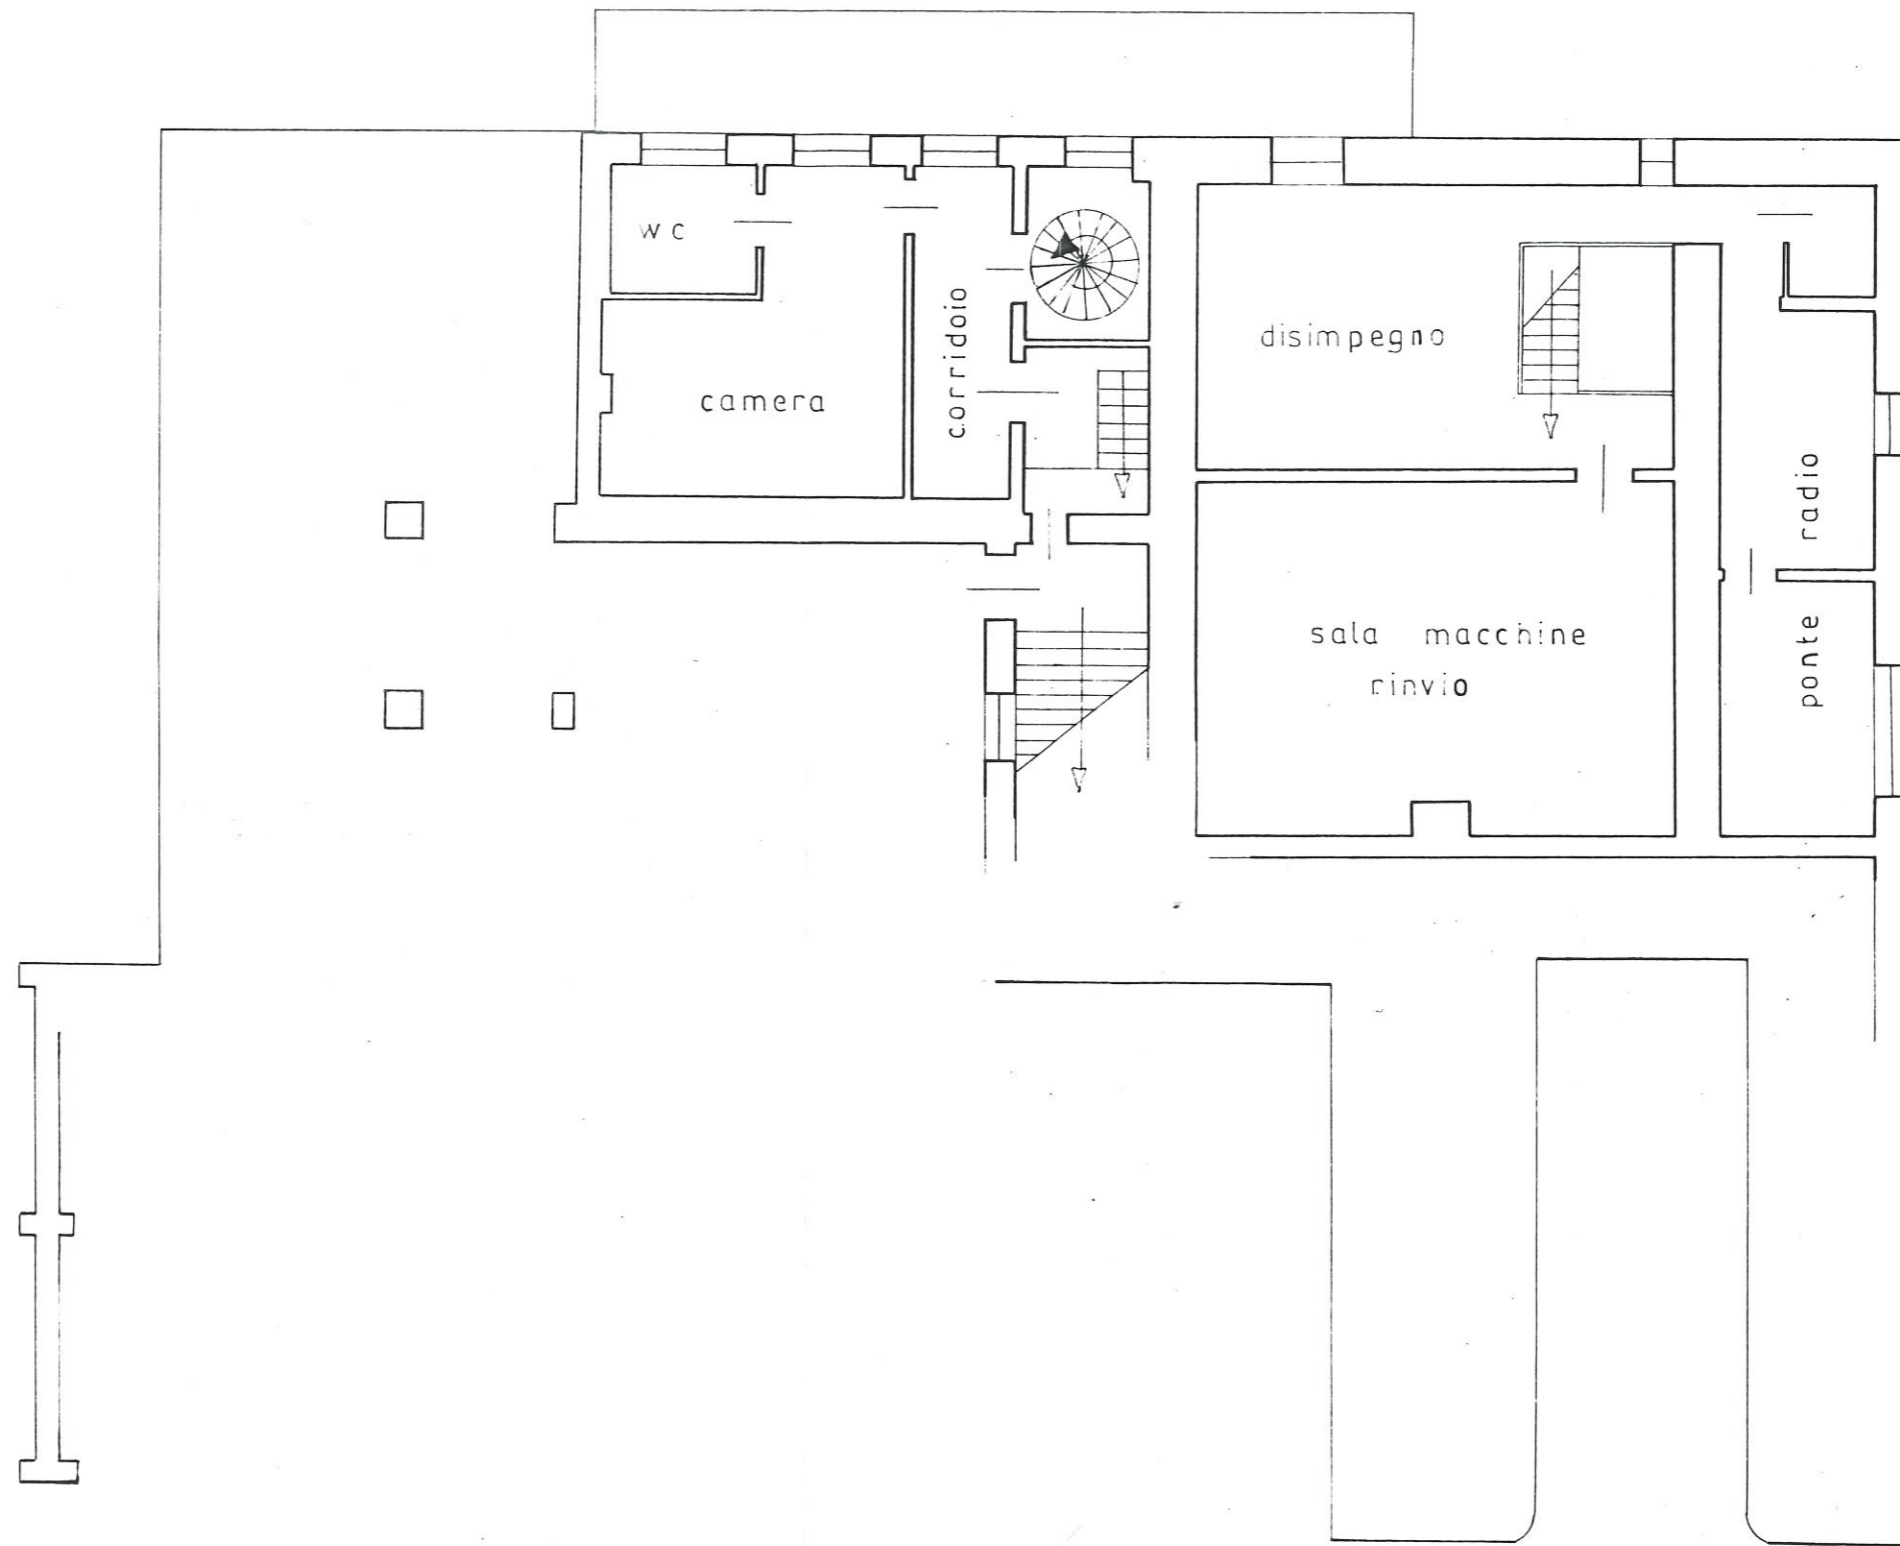 wc
camera
corridoio
disimpegno
sala macchine
rinvio
ponte radio